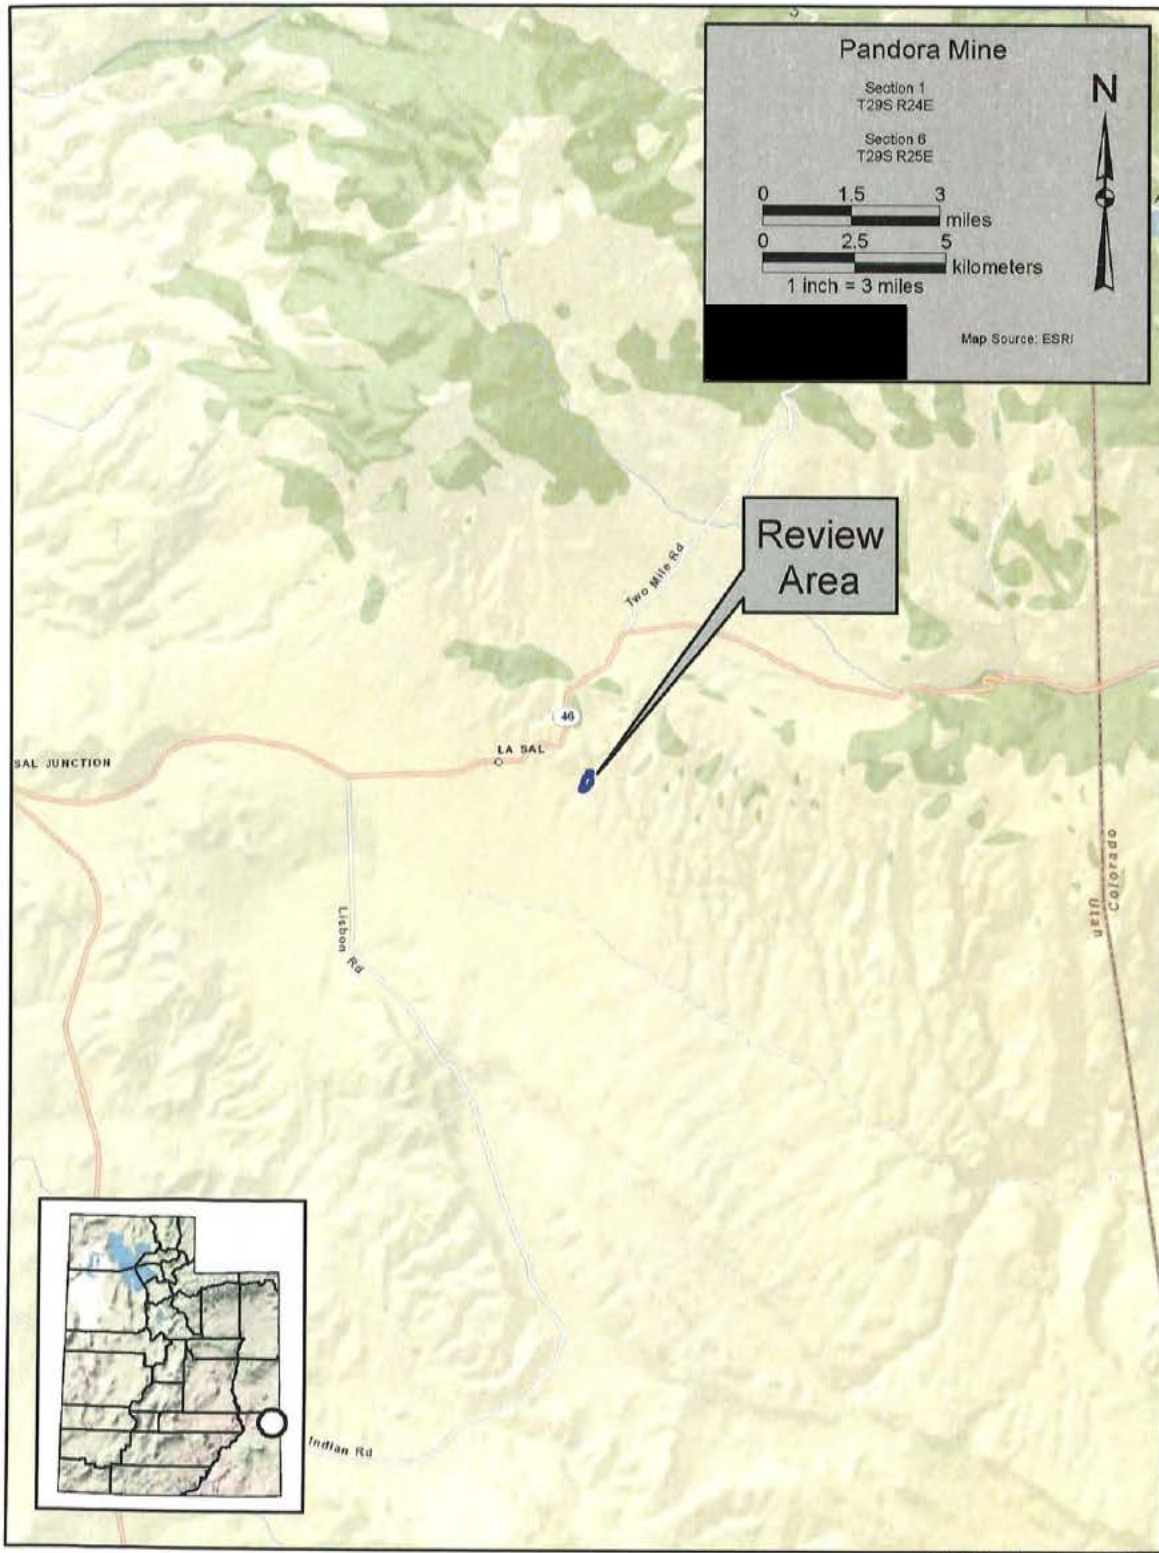 Pandora Mine
Section 1
T29S R24E
Section 6
T29S R25E
N
0 1.5 3
miles
0 2.5 5
kilometers
1 inch = 3 miles
Map Source: ESRI
Review
Area
Two Mile Rd
46
LA SAL
SAL JUNCTION
Lisbon Rd
Utah
Colorado
Indian Rd